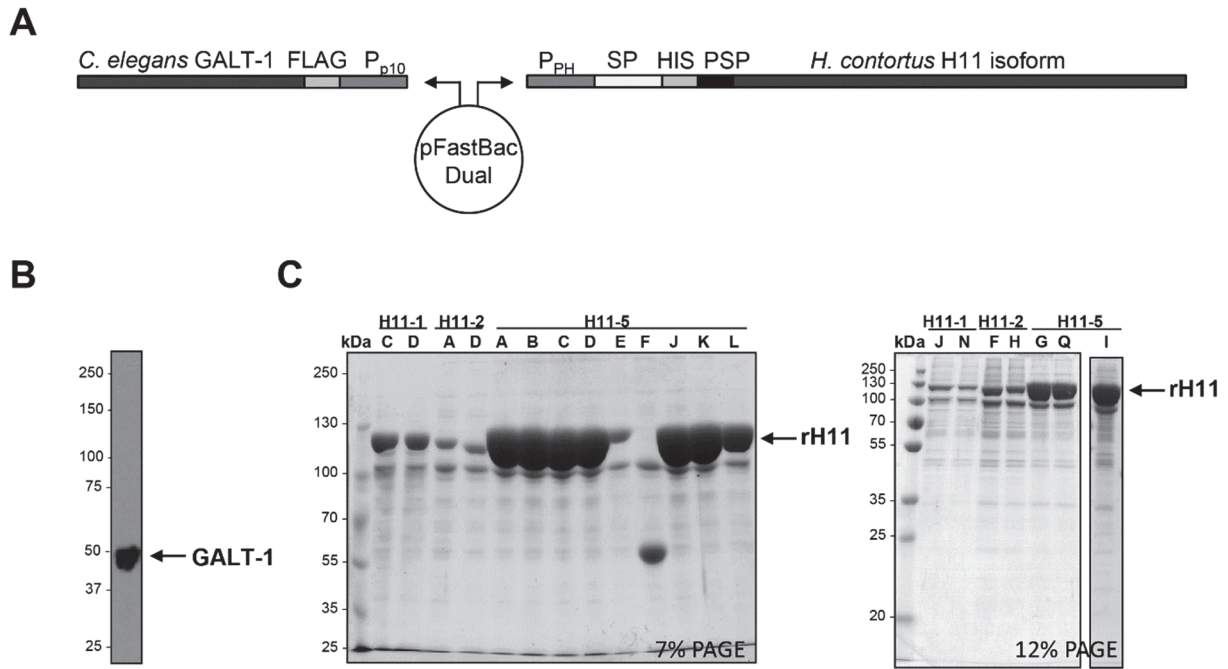 A
C. elegans GALT-1 FLAG Pp10
PPH SP HIS PSP H. contortus H11 isoform
pFastBac
Dual
B
250
150
100
75
50
37
25
GALT-1
C
H11-1 H11-2 H11-5
kDa C D A D A B C D E F J K L
250
130
100
70
55
35
25
rH11
7% PAGE
H11-1 H11-2 H11-5
kDa J N F H G Q I
250
130
100
70
55
35
25
20
rH11
12% PAGE